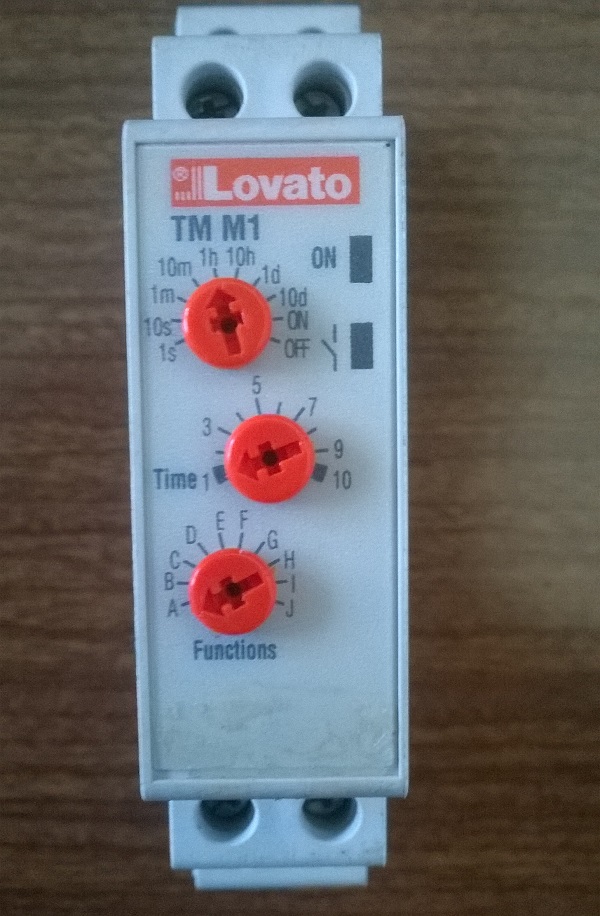 ® Lovato
TM M1
ON
1h 10h
10m 1d
1m 10d
10s ON
1s OFF
5
3 7
9
Time 1 10
E F
D G
C H
B I
A J
Functions